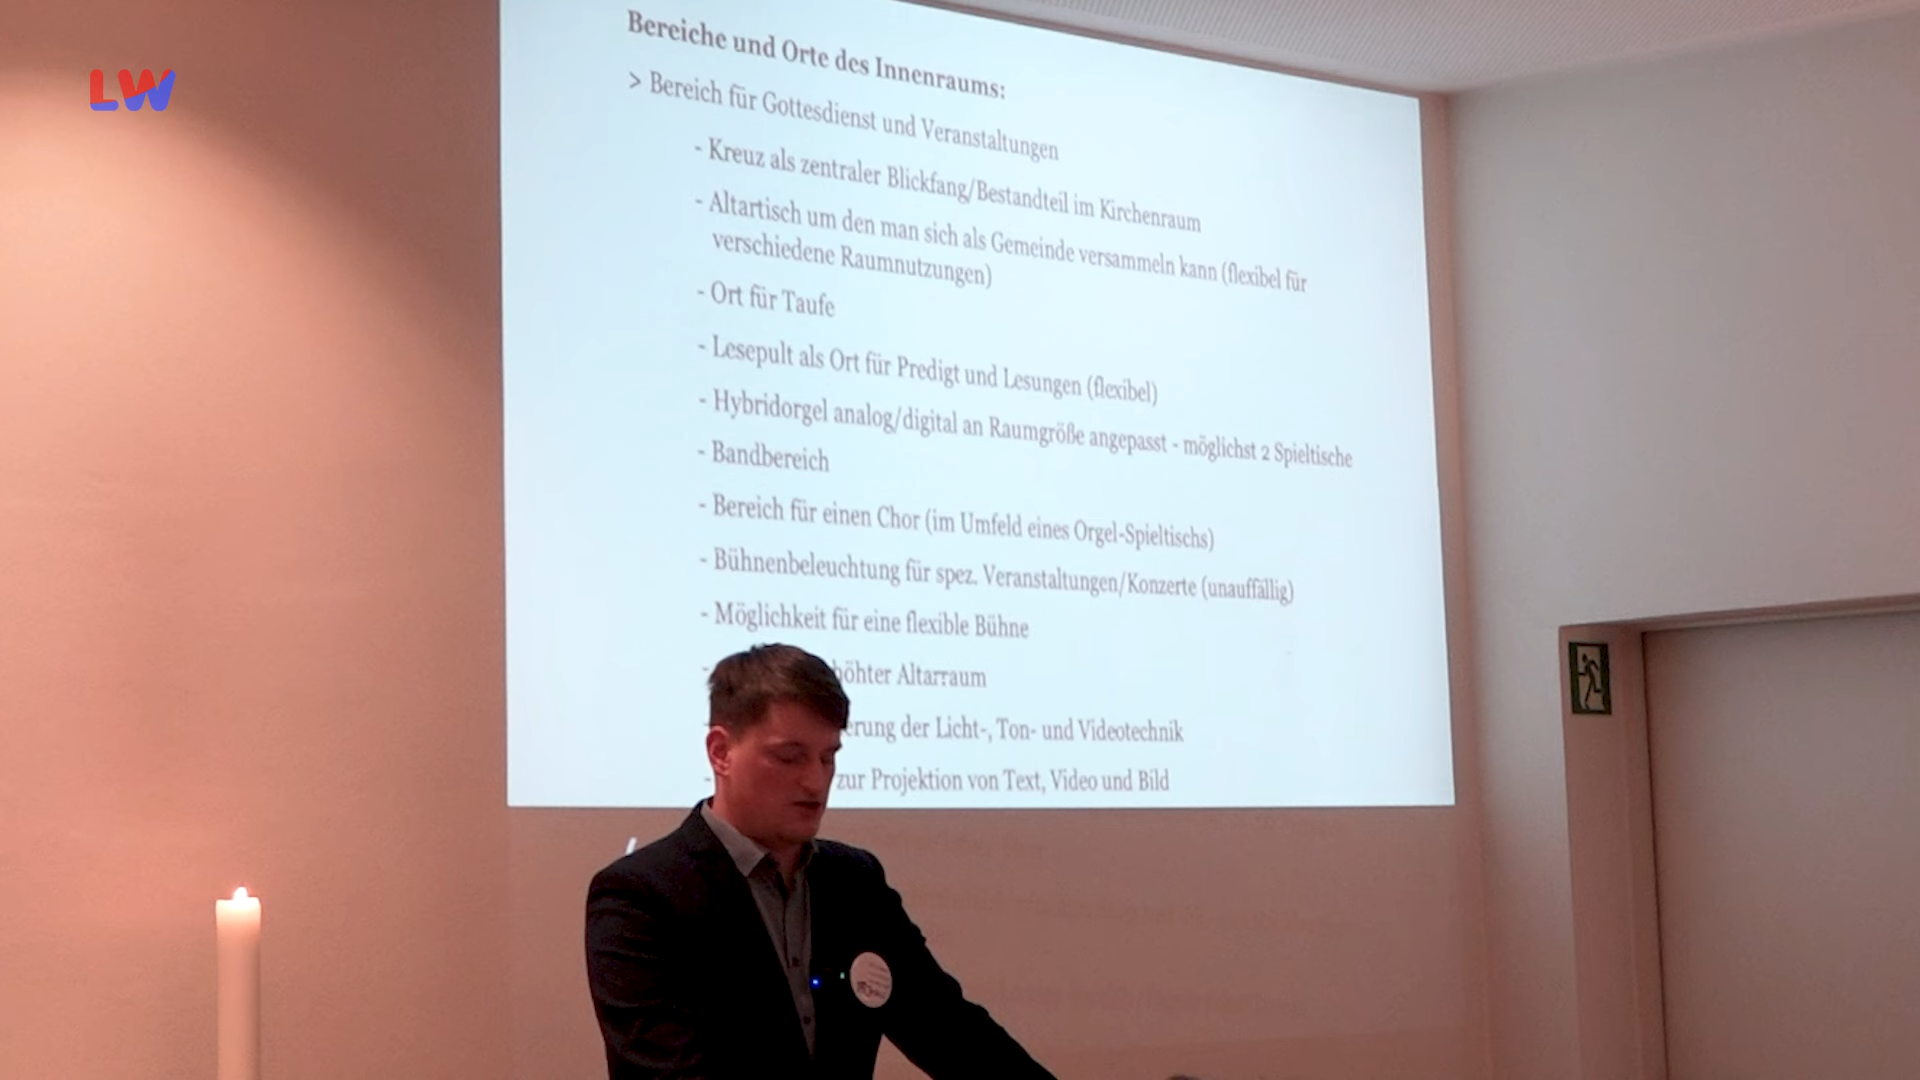 LW
Bereiche und Orte des Innenraums:
> Bereich für Gottesdienst und Veranstaltungen
- Kreuz als zentraler Blickfang/Bestandteil im Kirchenraum
- Altartisch um den man sich als Gemeinde versammeln kann (flexibel für
verschiedene Raumnutzungen)
- Ort für Taufe
- Lesepult als Ort für Predigt und Lesungen (flexibel)
- Hybridorgel analog/digital an Raumgröße angepasst - möglichst 2 Spieltische
- Bandbereich
- Bereich für einen Chor (im Umfeld eines Orgel-Spieltischs)
- Bühnenbeleuchtung für spez. Veranstaltungen/Konzerte (unauffällig)
- Möglichkeit für eine flexible Bühne
- öhter Altarraum
- erung der Licht-, Ton- und Videotechnik
- zur Projektion von Text, Video und Bild